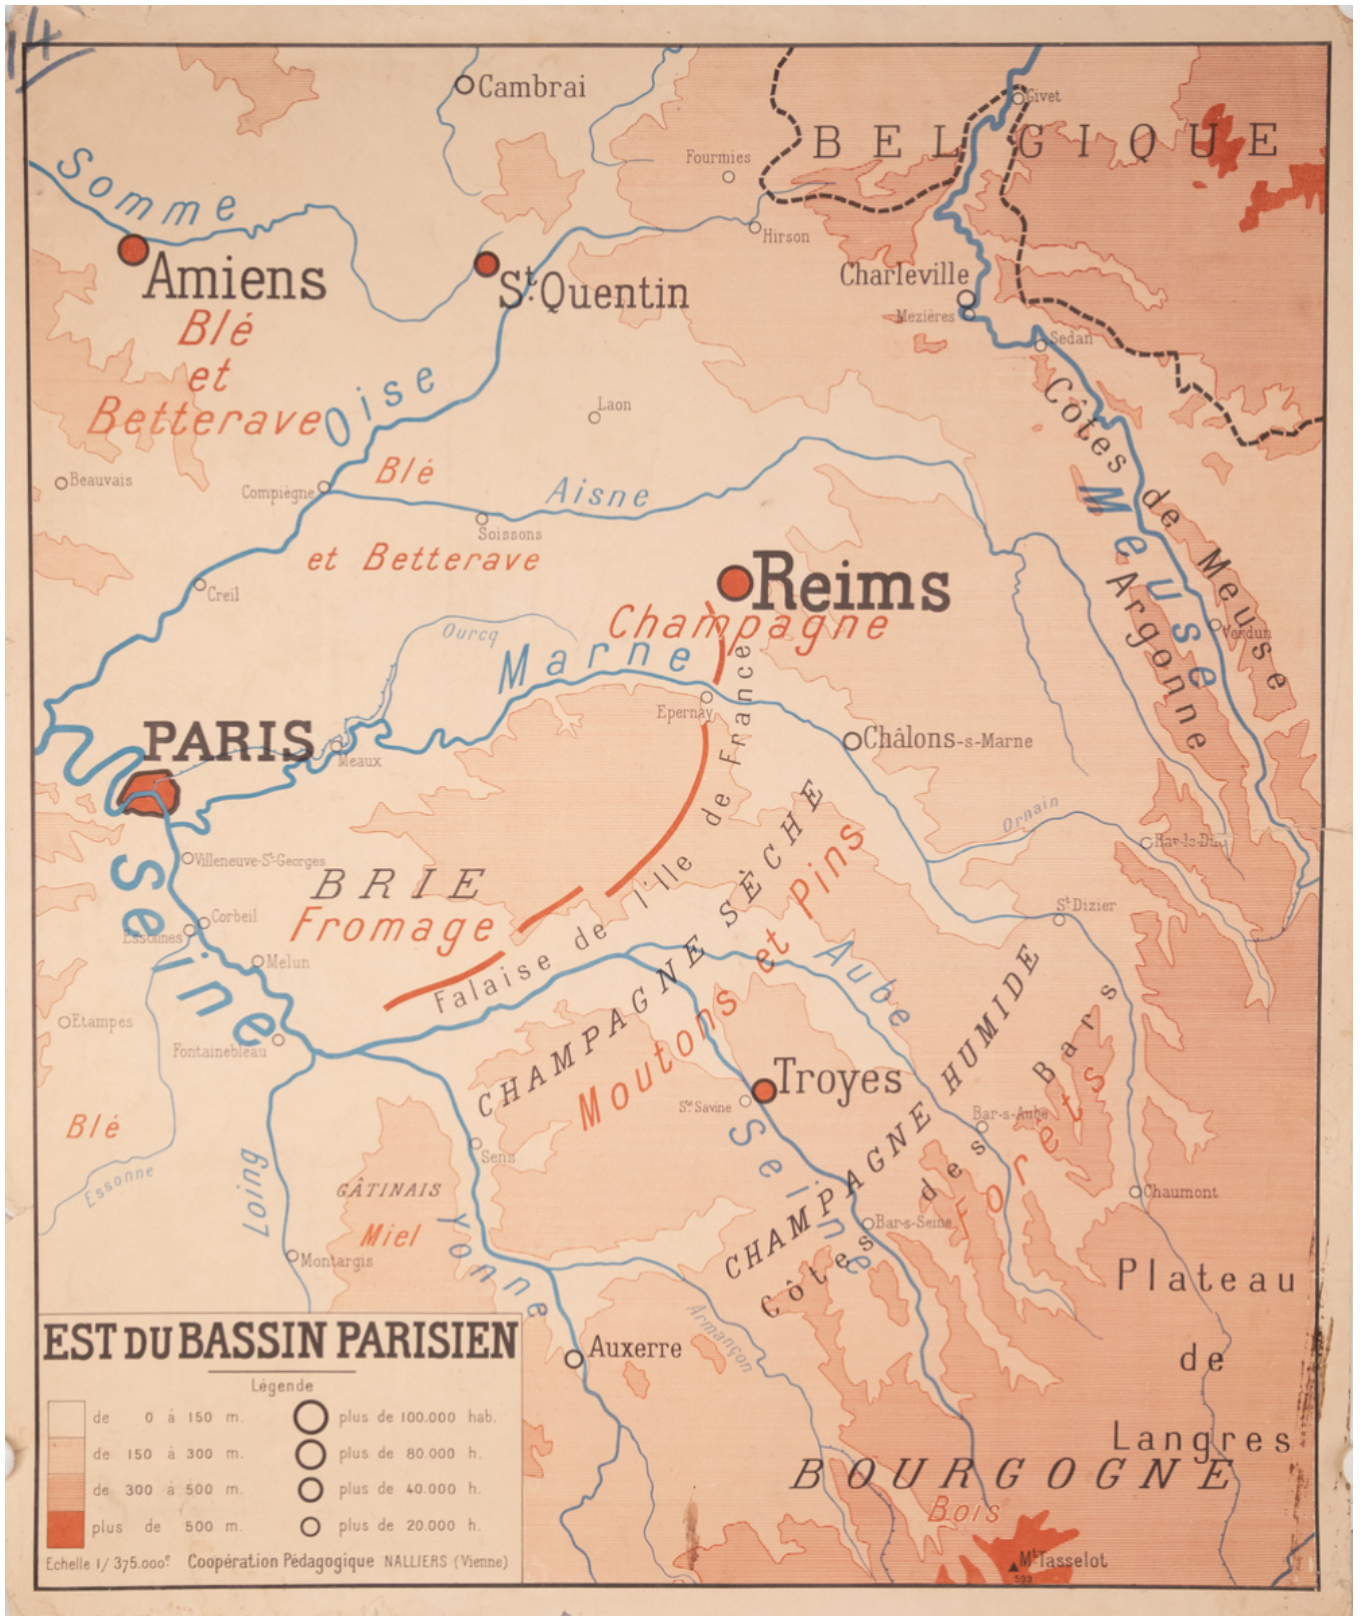 14
Cambrai
Givet
BELGIQUE
Fourmies
Somme
Hirson
Amiens
St. Quentin
Charleville
Mezières
Sedan
Blé
et
Betterave
Oise
Laon
Côtes de Meuse
Beauvais
Compiègne
Blé
Aisne
Meuse
Soissons
et Betterave
Creil
Reims
Argonne
Champagne
Verdun
Ourcq
Marne
Epernay
PARIS
Meaux
Châlons-s-Marne
Falaise de l'ille de France
Ornain
Bar-le-Duc
Villeneuve-St-Georges
BRIE
Fromage
CHAMPAGNE SÈCHE
Moutons et Pins
Corbeil
Essonnes
St Dizier
Seine
Melun
Aube
Etampes
Fontainebleau
CHAMPAGNE HUMIDE
Côtes des Bars
Forets
Troyes
Ste Savine
Bar-s-Aube
Blé
Sens
Seine
Essonne
Loing
GÂTINAIS
Miel
Yonne
Chaumont
Bar-s-Seine
Montargis
Plateau
de
Langres
Armançon
Auxerre
BOURGOGNE
Bois
Mt Tasselot
593
EST DU BASSIN PARISIEN
Légende
de 0 à 150 m. plus de 100.000 hab.
de 150 à 300 m. plus de 80.000 h.
de 300 à 500 m. plus de 40.000 h.
plus de 500 m. plus de 20.000 h.
Echelle 1/375.000e Coopération Pédagogique NALLIERS (Vienne)